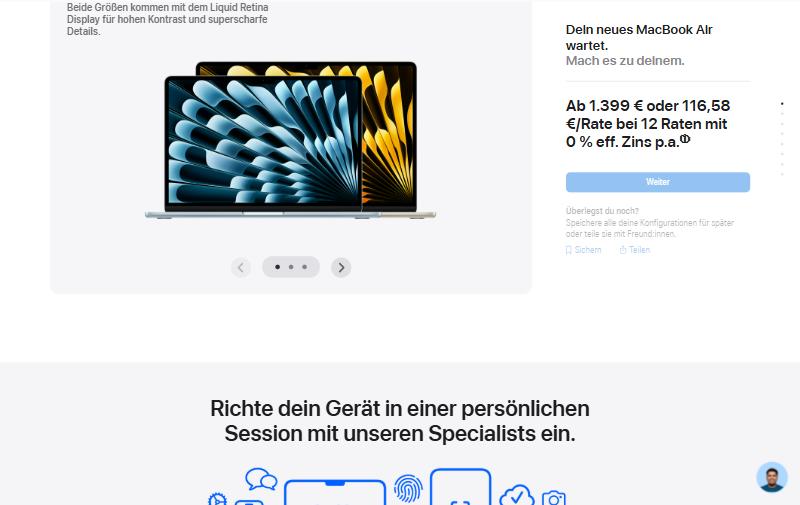 Beide Größen kommen mit dem Liquid Retina
Display für hohen Kontrast und superscharfe
Details.
Dein neues MacBook Air
wartet.
Mach es zu deinem.
Ab 1.399 € oder 116,58
€/Rate bei 12 Raten mit
0 % eff. Zins p.a.
Weiter
Überlegst du noch?
Speichere alle deine Konfigurationen für später
oder teile sie mit Freund:innen.
Sichern
Teilen
Richte dein Gerät in einer persönlichen
Session mit unseren Specialists ein.